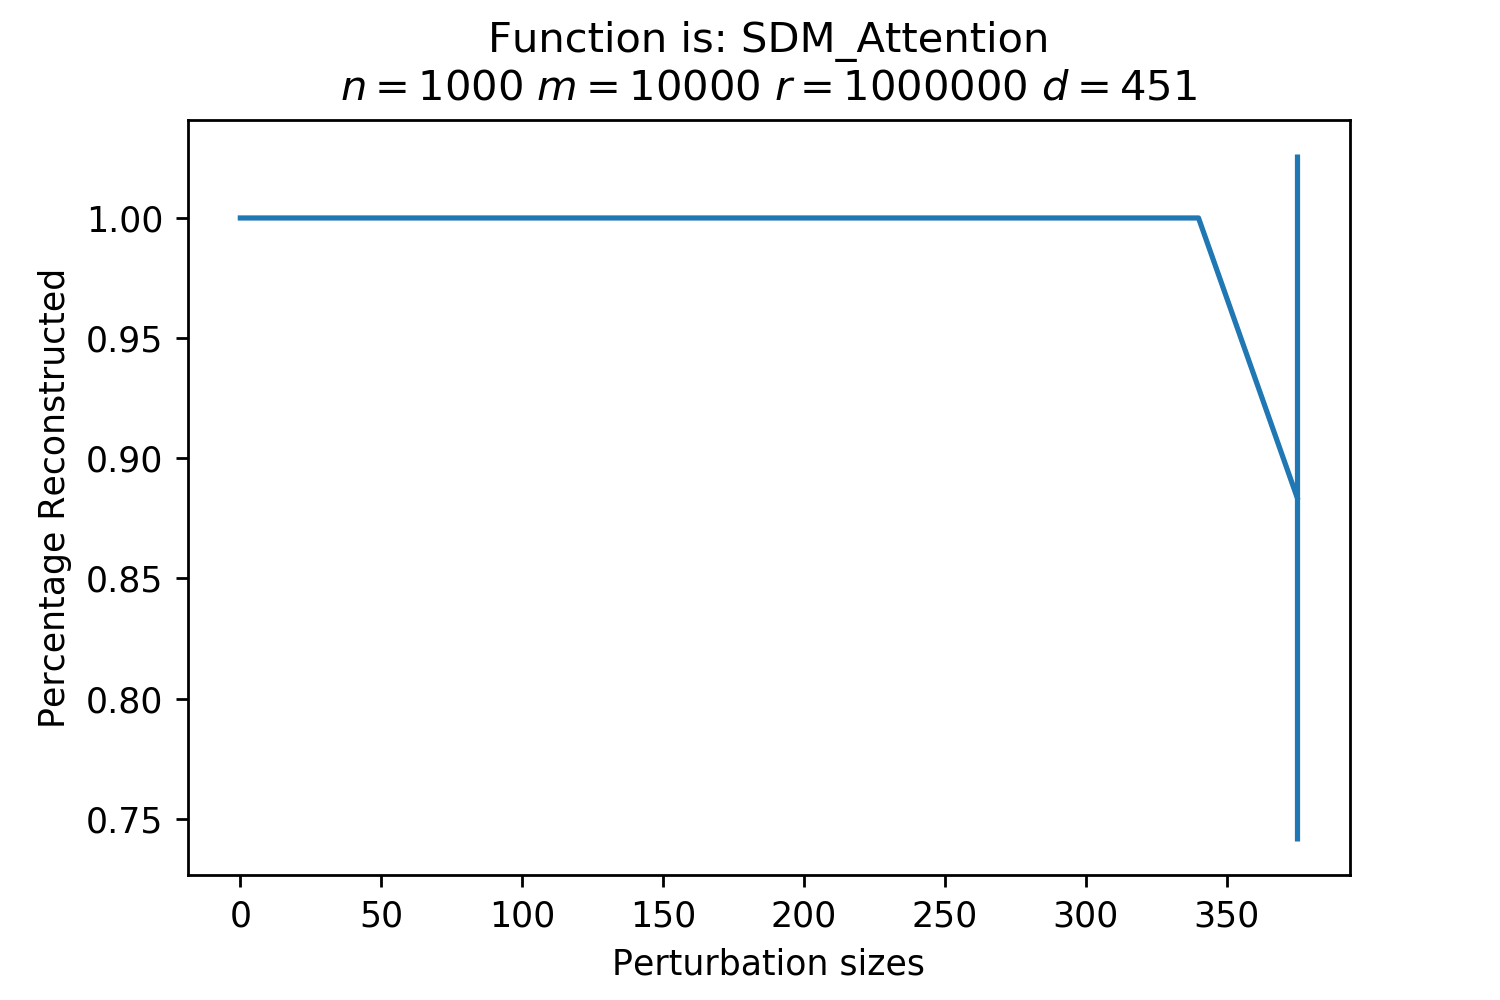 Function is: SDM_Attention
n = 1000 m = 10000 r = 1000000 d = 451
1.00
0.95
0.90
0.85
0.80
0.75
Percentage Reconstructed
0 50 100 150 200 250 300 350
Perturbation sizes